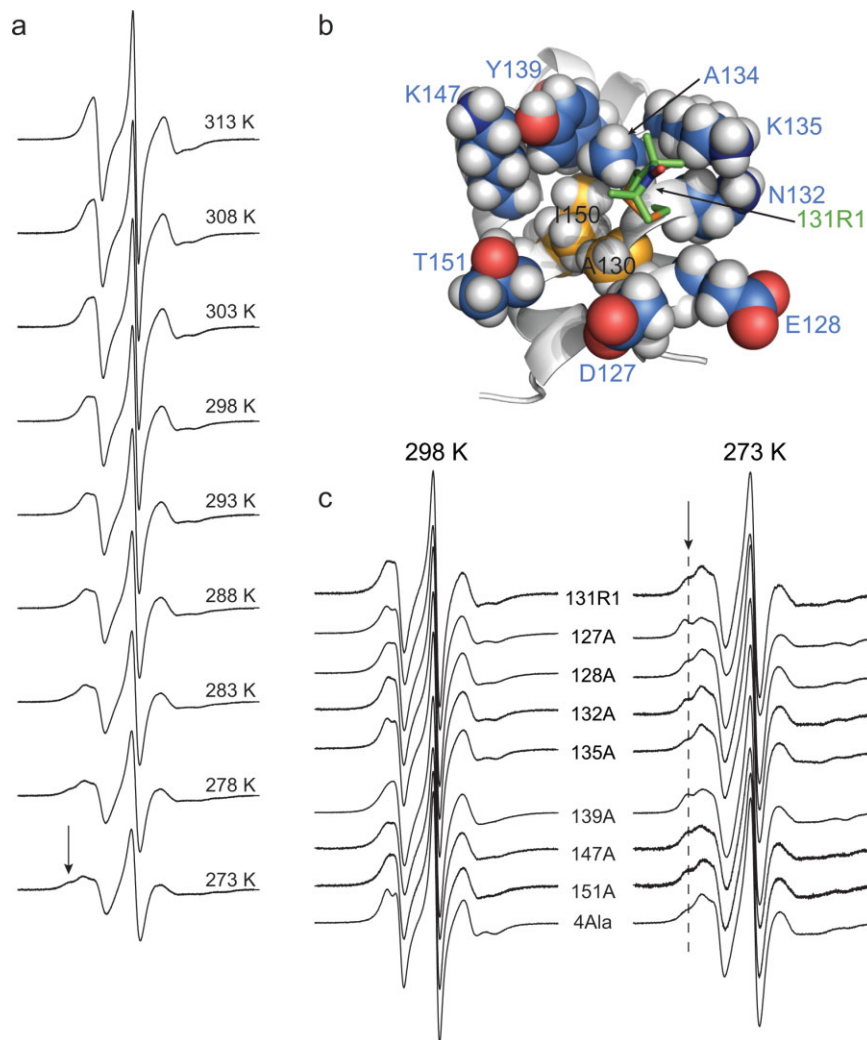 a
313 K
308 K
303 K
298 K
293 K
288 K
283 K
278 K
273 K
b
Y139
A134
K147
K135
N132
I150
131R1
T151
A130
E128
D127
298 K
273 K
c
131R1
127A
128A
132A
135A
139A
147A
151A
4Ala